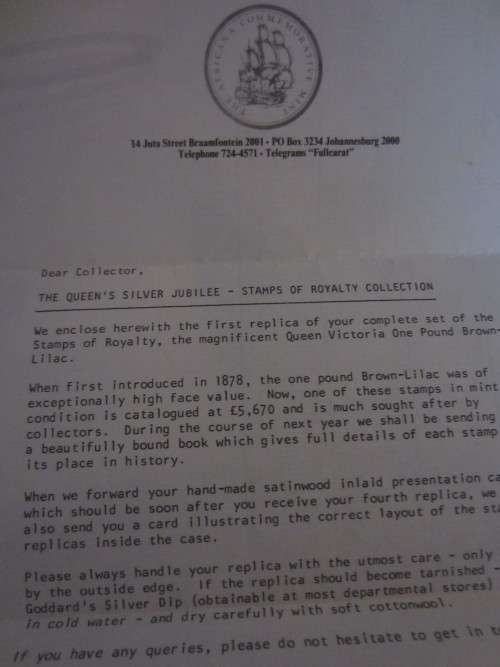 THE AFRICANA COMMEMORATIVE MINT
14 Juta Street Braamfontein 2001 • PO Box 3234 Johannesburg 2000
Telephone 724-4571 • Telegrams "Fullcarat"
Dear Collector,
THE QUEEN'S SILVER JUBILEE - STAMPS OF ROYALTY COLLECTION
We enclose herewith the first replica of your complete set of the
Stamps of Royalty, the magnificent Queen Victoria One Pound Brown-
Lilac.
When first introduced in 1878, the one pound Brown-Lilac was of
exceptionally high face value. Now, one of these stamps in mint
condition is catalogued at £5,670 and is much sought after by
collectors. During the course of next year we shall be sending
a beautifully bound book which gives full details of each stamp
its place in history.
When we forward your hand-made satinwood inlaid presentation ca
which should be soon after you receive your fourth replica, we
also send you a card illustrating the correct layout of the sta
replicas inside the case.
Please always handle your replica with the utmost care - only
by the outside edge. If the replica should become tarnished -
Goddard's Silver Dip (obtainable at most departmental stores)
in cold water - and dry carefully with soft cottonwool.
If you have any queries, please do not hesitate to get in to